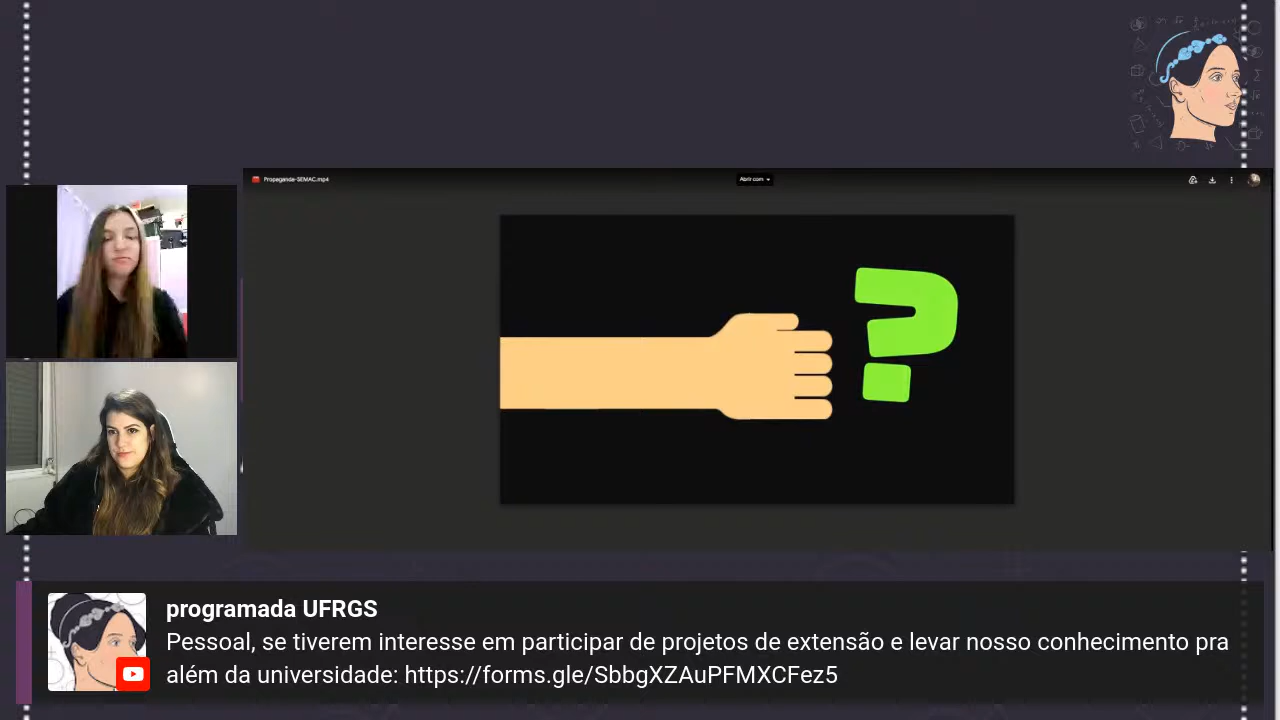 Propaganda-SEMAC.mp4
Abrir com
?
programada UFRGS
Pessoal, se tiverem interesse em participar de projetos de extensão e levar nosso conhecimento pra
além da universidade: https://forms.gle/SbbgXZAuPFMXCFez5